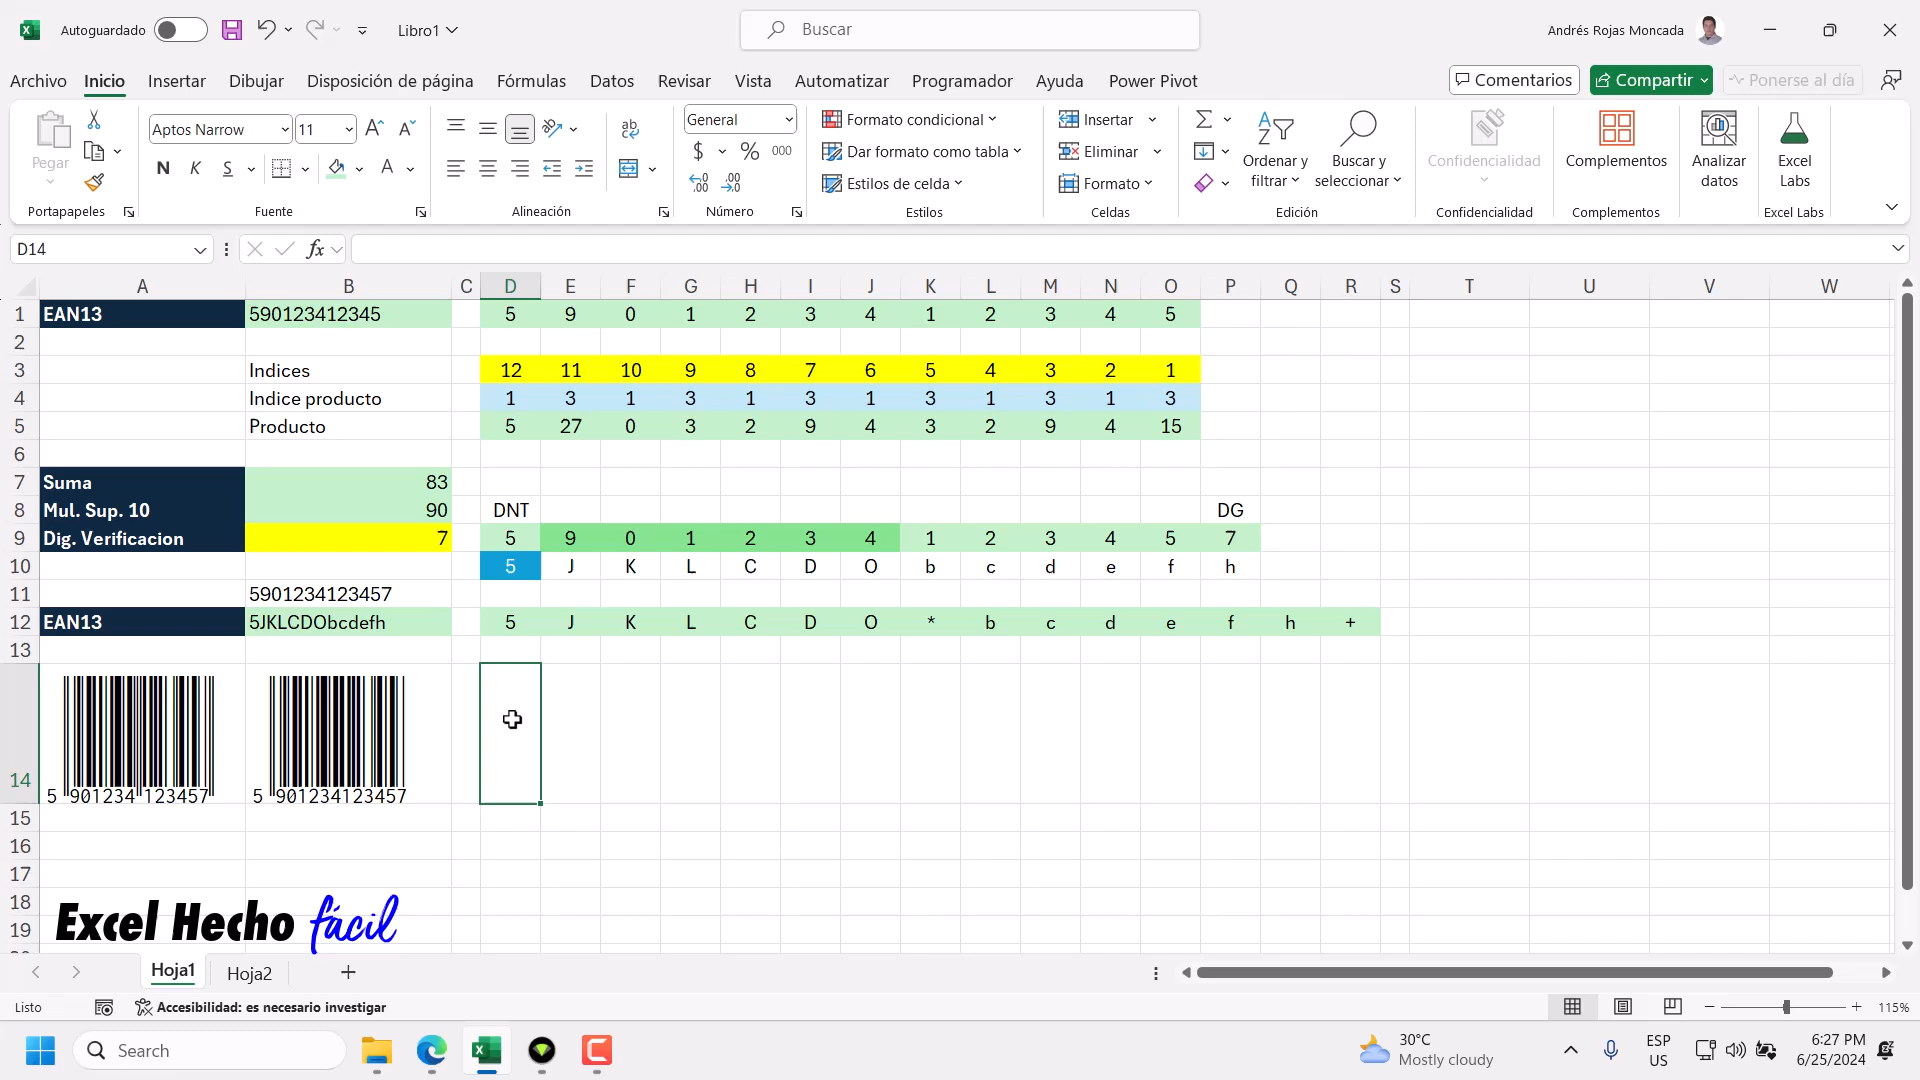 Autoguardado Libro1 Buscar Andrés Rojas Moncada
Archivo Inicio Insertar Dibujar Disposición de página Fórmulas Datos Revisar Vista Automatizar Programador Ayuda Power Pivot Comentarios Compartir Ponerse al día
Pegar Aptos Narrow 11 General Formato condicional Insertar
N K S $ % 000 Dar formato como tabla Eliminar Ordenar y filtrar Buscar y seleccionar Confidencialidad Complementos Analizar datos Excel Labs
Estilos de celda Formato
Portapapeles Fuente Alineación Número Estilos Celdas Edición Confidencialidad Complementos Excel Labs
D14 fx
A B C D E F G H I J K L M N O P Q R S T U V W
1 EAN13 590123412345 5 9 0 1 2 3 4 1 2 3 4 5
2
3 Indices 12 11 10 9 8 7 6 5 4 3 2 1
4 Indice producto 1 3 1 3 1 3 1 3 1 3 1 3
5 Producto 5 27 0 3 2 9 4 3 2 9 4 15
6
7 Suma 83
8 Mul. Sup. 10 90 DNT DG
9 Dig. Verificacion 7 5 9 0 1 2 3 4 1 2 3 4 5 7
10 5 J K L C D O b c d e f h
11 5901234123457
12 EAN13 5JKLCDObcdefh 5 J K L C D O * b c d e f h +
13
14 5 901234 123457 5 901234123457
15
16
17
18
19
Excel Hecho fácil
Hoja1 Hoja2
Listo Accesibilidad: es necesario investigar 115%
Search 30°C Mostly cloudy ESP US 6:27 PM 6/25/2024